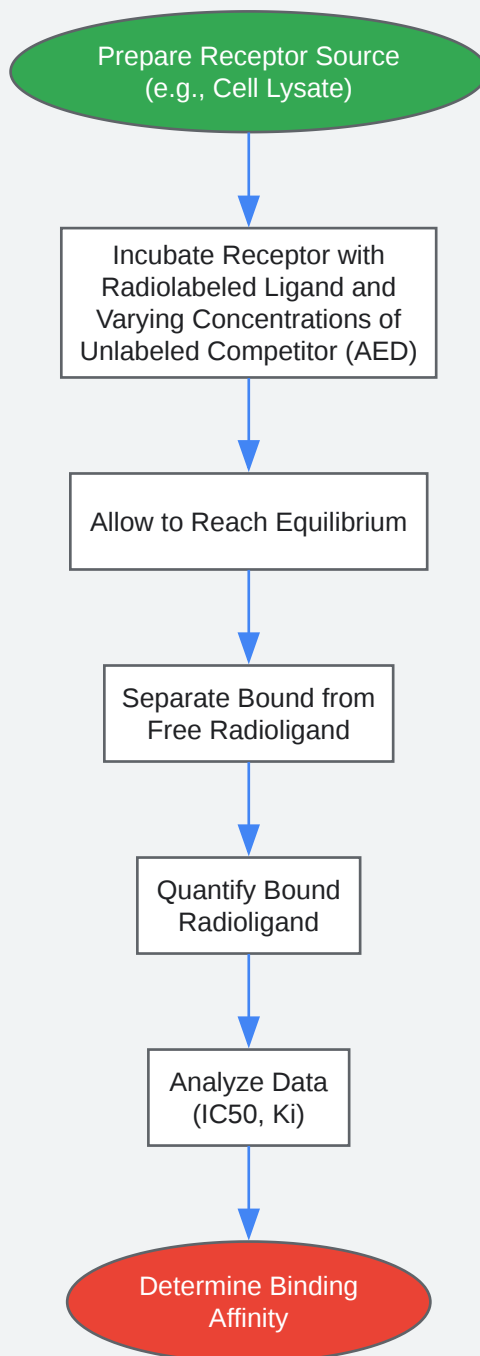 Prepare Receptor Source
(e.g., Cell Lysate)
Incubate Receptor with
Radiolabeled Ligand and
Varying Concentrations of
Unlabeled Competitor (AED)
Allow to Reach Equilibrium
Separate Bound from
Free Radioligand
Quantify Bound
Radioligand
Analyze Data
(IC50, Ki)
Determine Binding
Affinity